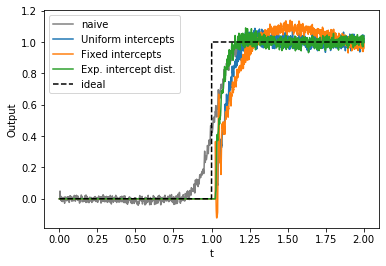 naive
Uniform intercepts
Fixed intercepts
Exp. intercept dist.
ideal
1.2
1.0
0.8
0.6
0.4
0.2
0.0
Output
0.00 0.25 0.50 0.75 1.00 1.25 1.50 1.75 2.00
t